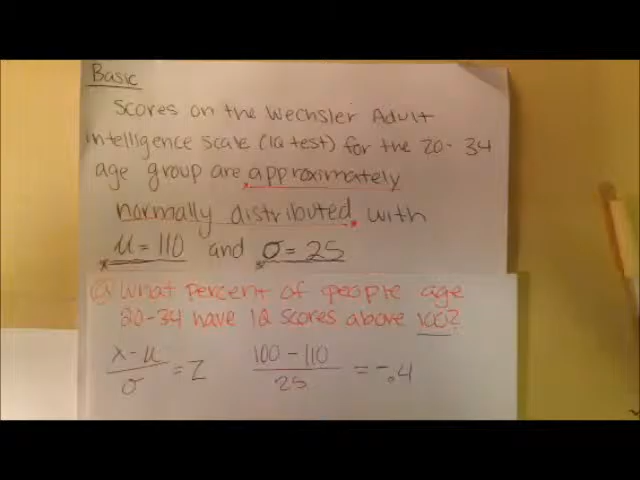 Basic
Scores on the Wechsler Adult
intelligence scale (IQ test) for the 20-34
age group are approximately
normally distributed with
μ = 110 and σ = 25
ⓐ What percent of people age
20-34 have IQ scores above 100?
x - μ / σ = Z    100 - 110 / 25 = -.4